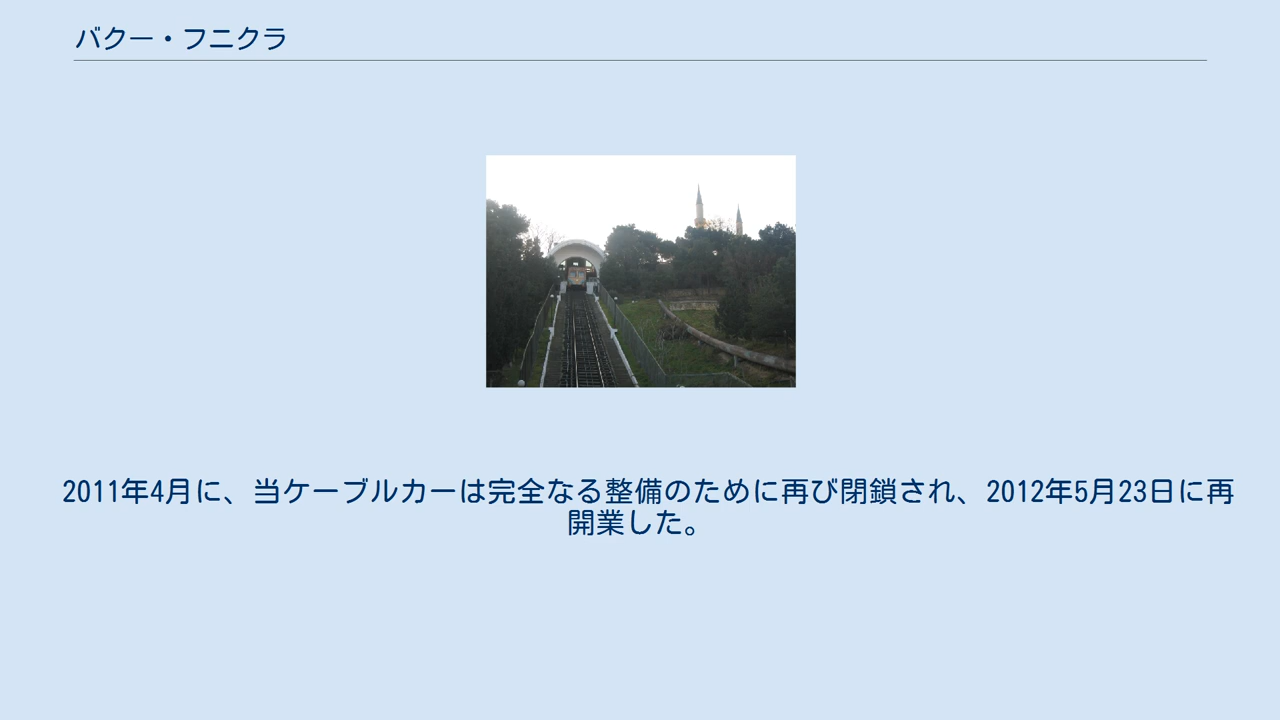 バクー・フニクラ
2011年4月に、当ケーブルカーは完全なる整備のために再び閉鎖され、2012年5月23日に再
開業した。